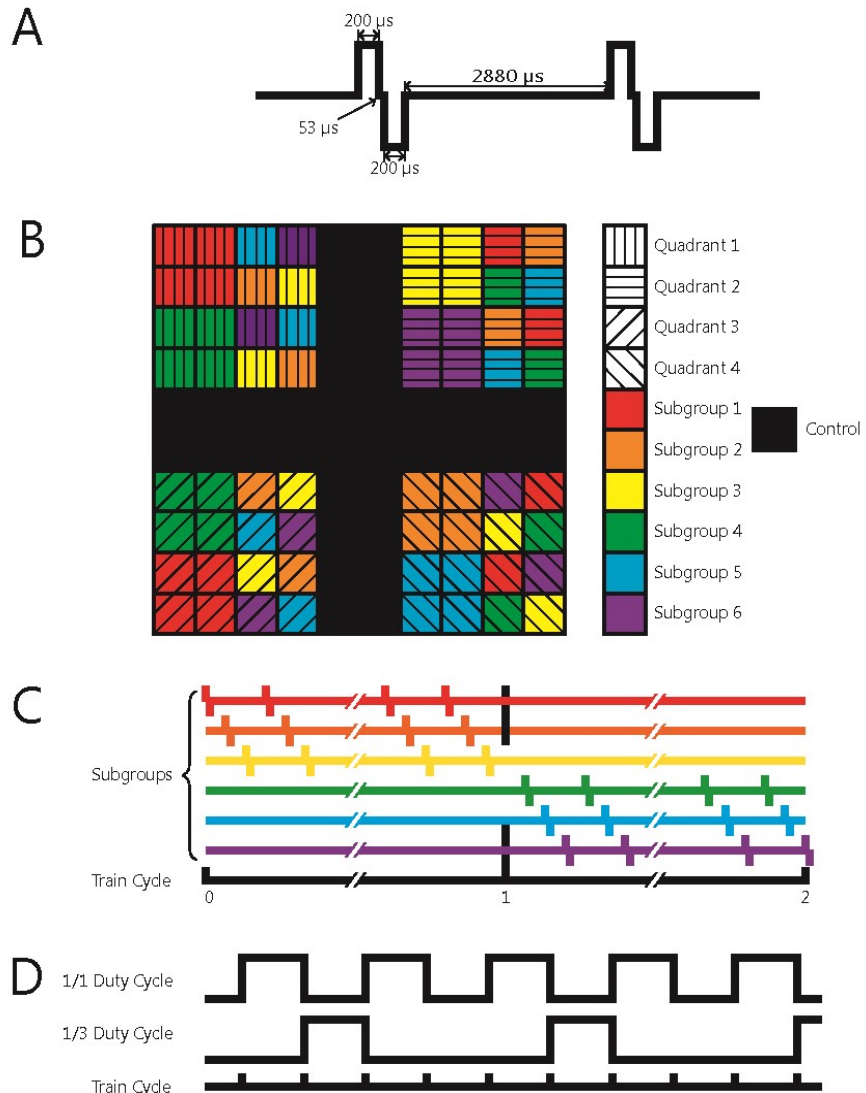 A
200 µs
2880 µs
53 µs
200 µs
B
Quadrant 1
Quadrant 2
Quadrant 3
Quadrant 4
Subgroup 1
Control
Subgroup 2
Subgroup 3
Subgroup 4
Subgroup 5
Subgroup 6
C
Subgroups
Train Cycle
0 1 2
D
1/1 Duty Cycle
1/3 Duty Cycle
Train Cycle